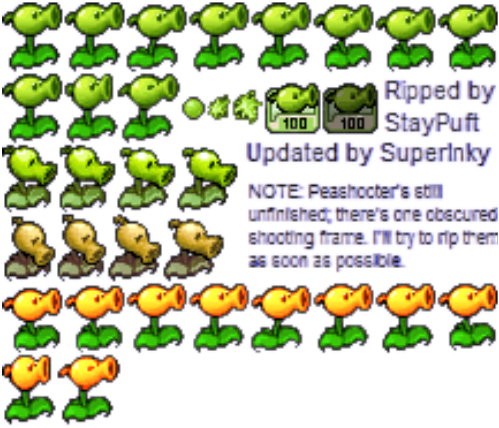 Ripped by
100 100 StayPuft
Updated by SuperInky
NOTE: Peashooter's still
unfinished; there's one obscured
shooting frame. I'll try to rip them
as soon as possible.